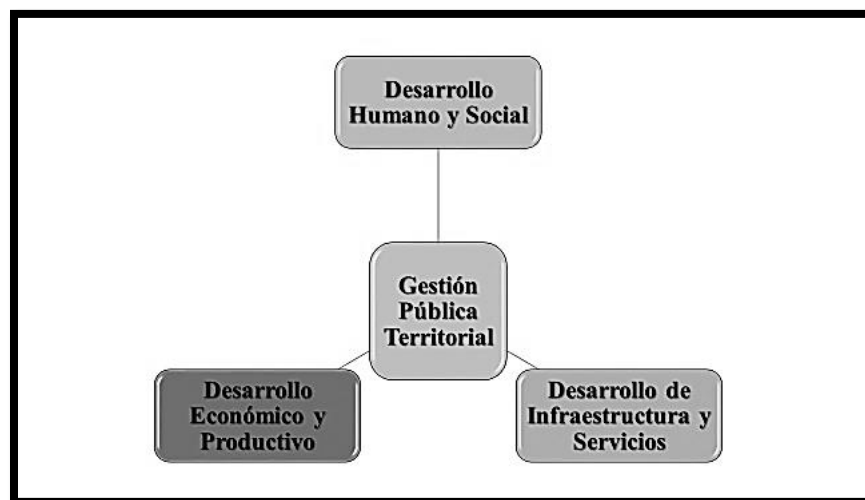 Desarrollo
Humano y Social
Gestión
Pública
Territorial
Desarrollo
Económico y
Productivo
Desarrollo de
Infraestructura y
Servicios